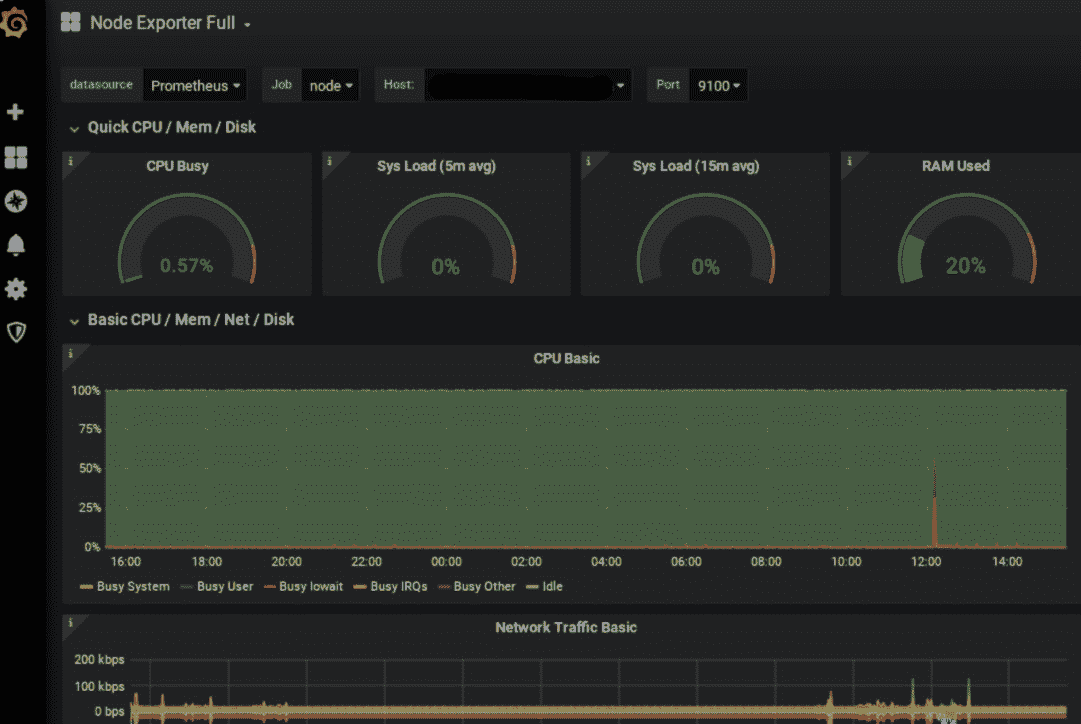 Node Exporter Full
datasource Prometheus Job node Host: Port 9100
Quick CPU / Mem / Disk
i CPU Busy i Sys Load (5m avg) i Sys Load (15m avg) i RAM Used
0.57% 0% 0% 20%
Basic CPU / Mem / Net / Disk
i CPU Basic
100%
75%
50%
25%
0%
16:00 18:00 20:00 22:00 00:00 02:00 04:00 06:00 08:00 10:00 12:00 14:00
Busy System Busy User Busy Iowait Busy IRQs Busy Other Idle
i Network Traffic Basic
200 kbps
100 kbps
0 bps